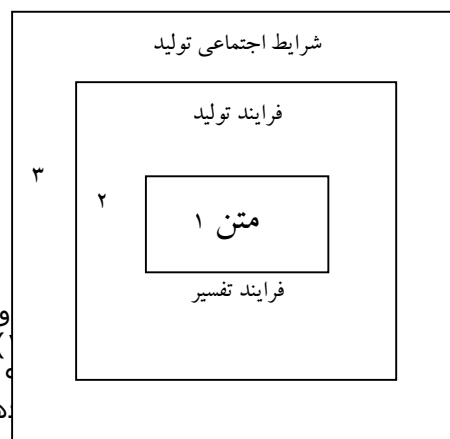 شرایط اجتماعی تولید
فرایند تولید
۳
۲
متن ۱
فرایند تفسیر